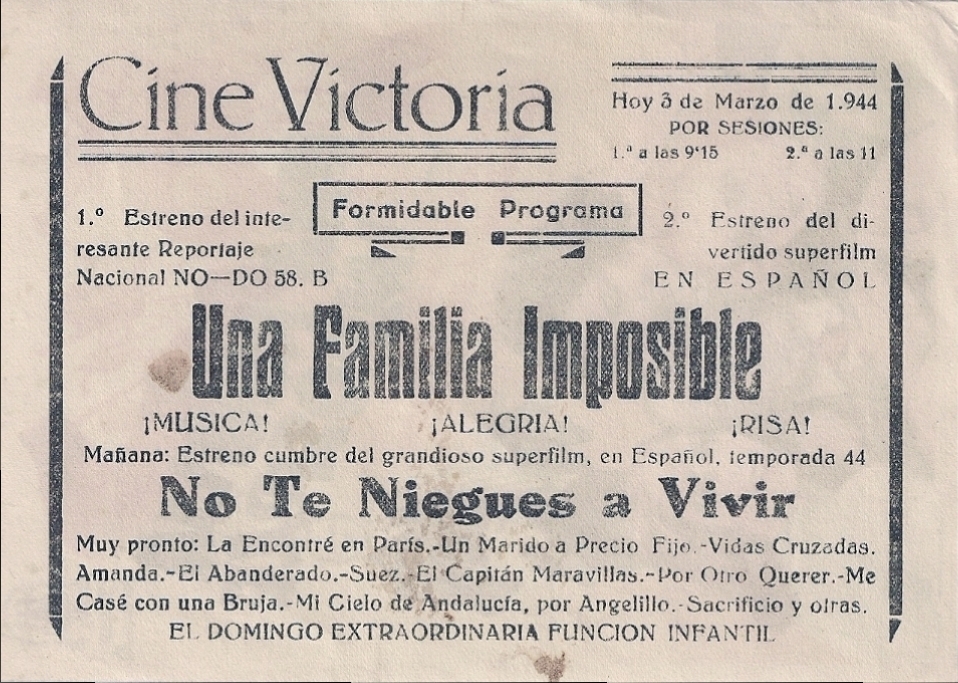 Cine Victoria
Hoy 3 de Marzo de 1.944
POR SESIONES:
1.ª a las 9'15 2.ª a las 11
Formidable Programa
1.º Estreno del inte-
resante Reportaje
Nacional NO—DO 58. B
2.º Estreno del di-
vertido superfilm
EN ESPAÑOL
Una Familia Imposible
¡MUSICA! ¡ALEGRIA! ¡RISA!
Mañana: Estreno cumbre del grandioso superfilm, en Español, temporada 44
No Te Niegues a Vivir
Muy pronto: La Encontré en París.-Un Marido a Precio Fijo.-Vidas Cruzadas.
Amanda.-El Abanderado.-Suez.-El Capitán Maravillas.-Por Otro Querer.-Me
Casé con una Bruja.-Mi Cielo de Andalucía, por Angelillo.-Sacrificio y otras.
EL DOMINGO EXTRAORDINARIA FUNCION INFANTIL